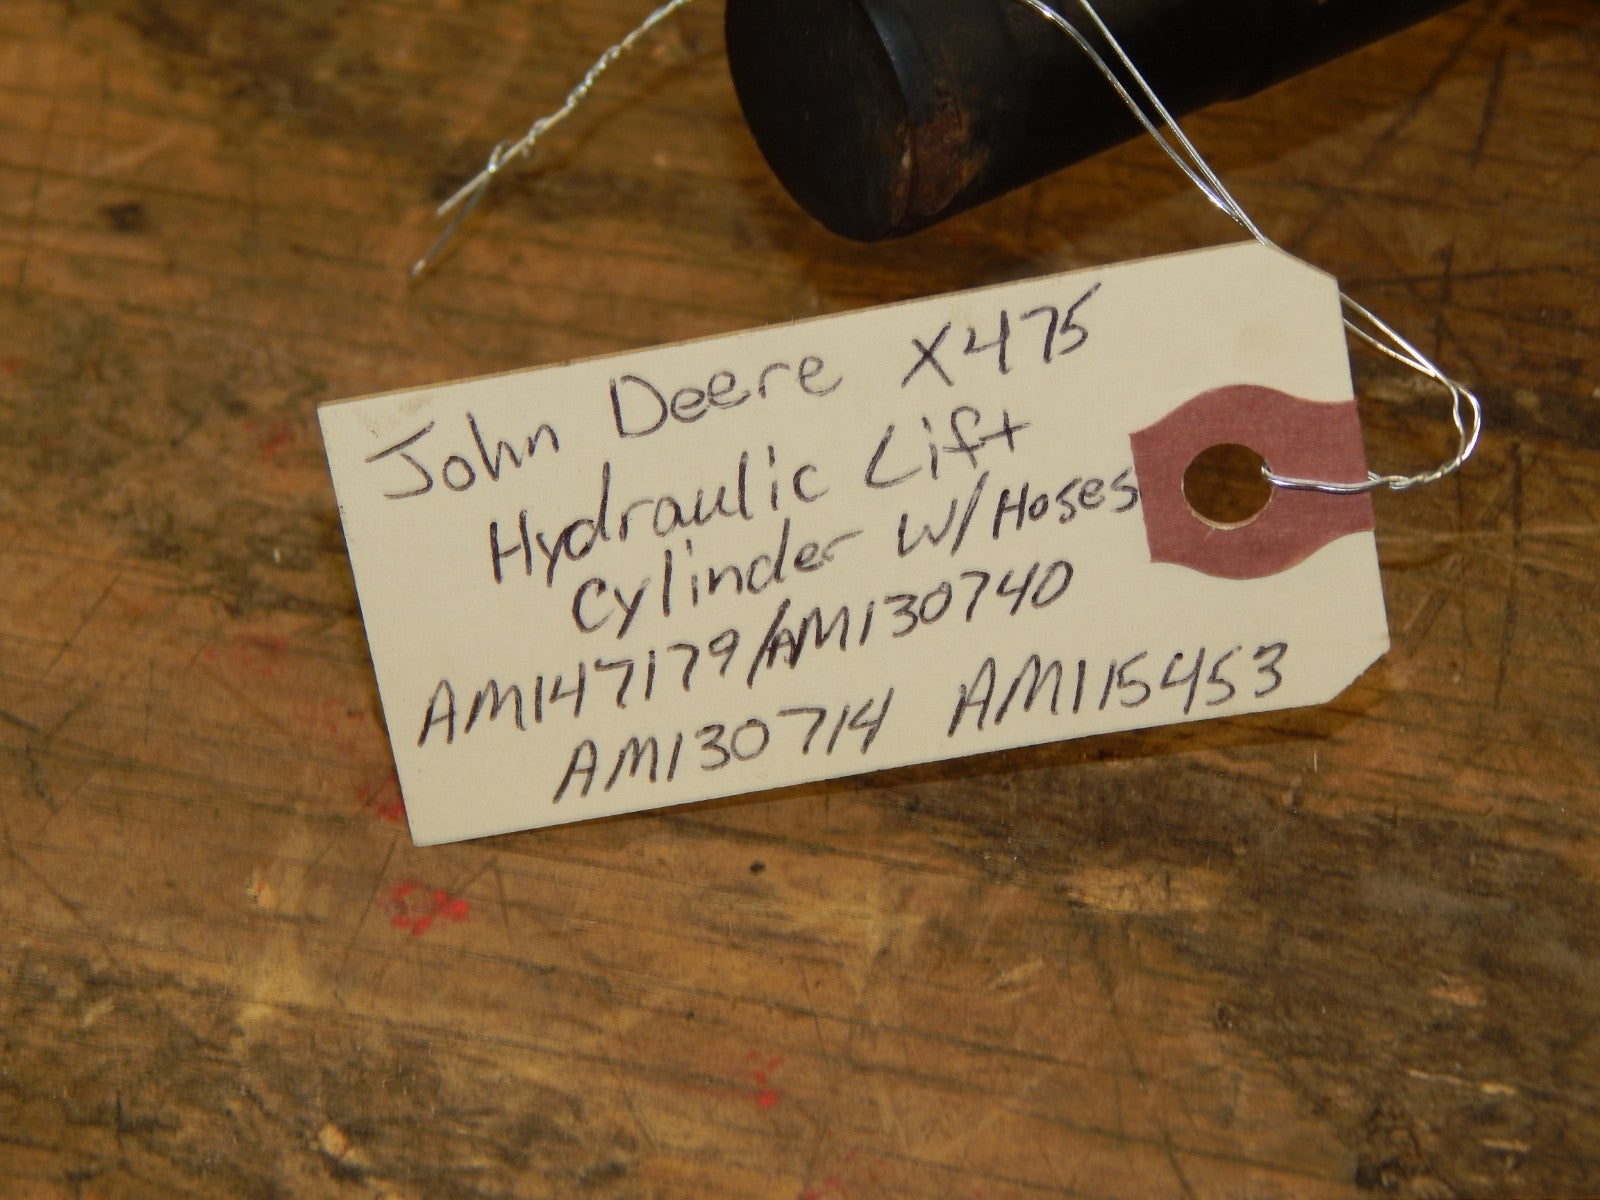 John Deere X475
Hydraulic Lift
Cylinder W/Hoses
AM147179/AM130740
AM130714 AM115453